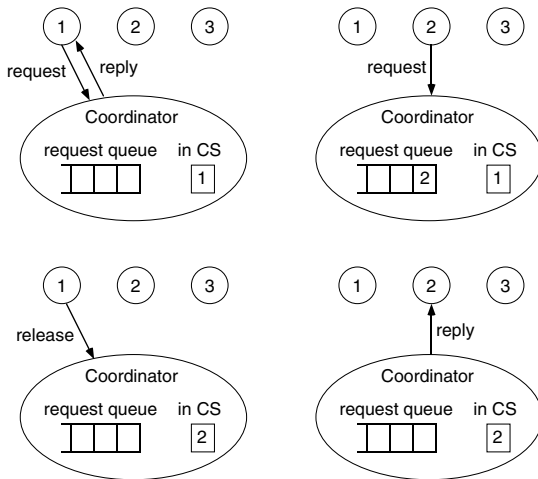 1 2 3
request reply
Coordinator
request queue in CS
1
1 2 3
request
Coordinator
request queue in CS
2 1
1 2 3
release
Coordinator
request queue in CS
2
1 2 3
reply
Coordinator
request queue in CS
2